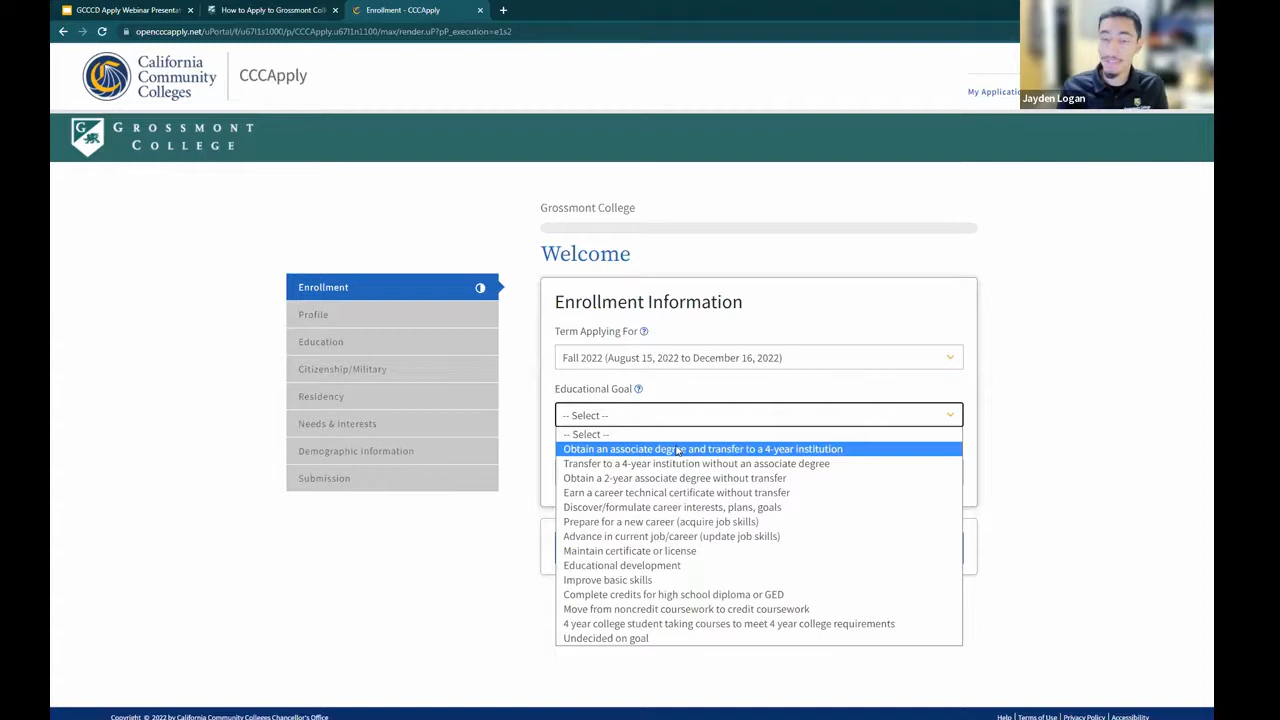 GCCCD Apply Webinar Presentat
How to Apply to Grossmont Coll
Enrollment - CCCApply
opencccapply.net/uPortal/f/u67l1s1000/p/CCCApply.u67l1n1100/max/render.uP?pP_execution=e1s2
California
Community
Colleges
CCCApply
My Applicatio
Jayden Logan
GROSSMONT
COLLEGE
Grossmont College
Welcome
Enrollment
Profile
Education
Citizenship/Military
Residency
Needs & Interests
Demographic Information
Submission
Enrollment Information
Term Applying For
Fall 2022 (August 15, 2022 to December 16, 2022)
Educational Goal
-- Select --
-- Select --
Obtain an associate degree and transfer to a 4-year institution
Transfer to a 4-year institution without an associate degree
Obtain a 2-year associate degree without transfer
Earn a career technical certificate without transfer
Discover/formulate career interests, plans, goals
Prepare for a new career (acquire job skills)
Advance in current job/career (update job skills)
Maintain certificate or license
Educational development
Improve basic skills
Complete credits for high school diploma or GED
Move from noncredit coursework to credit coursework
4 year college student taking courses to meet 4 year college requirements
Undecided on goal
Copyright © 2022 by California Community Colleges Chancellor's Office
Help | Terms of Use | Privacy Policy | Accessibility